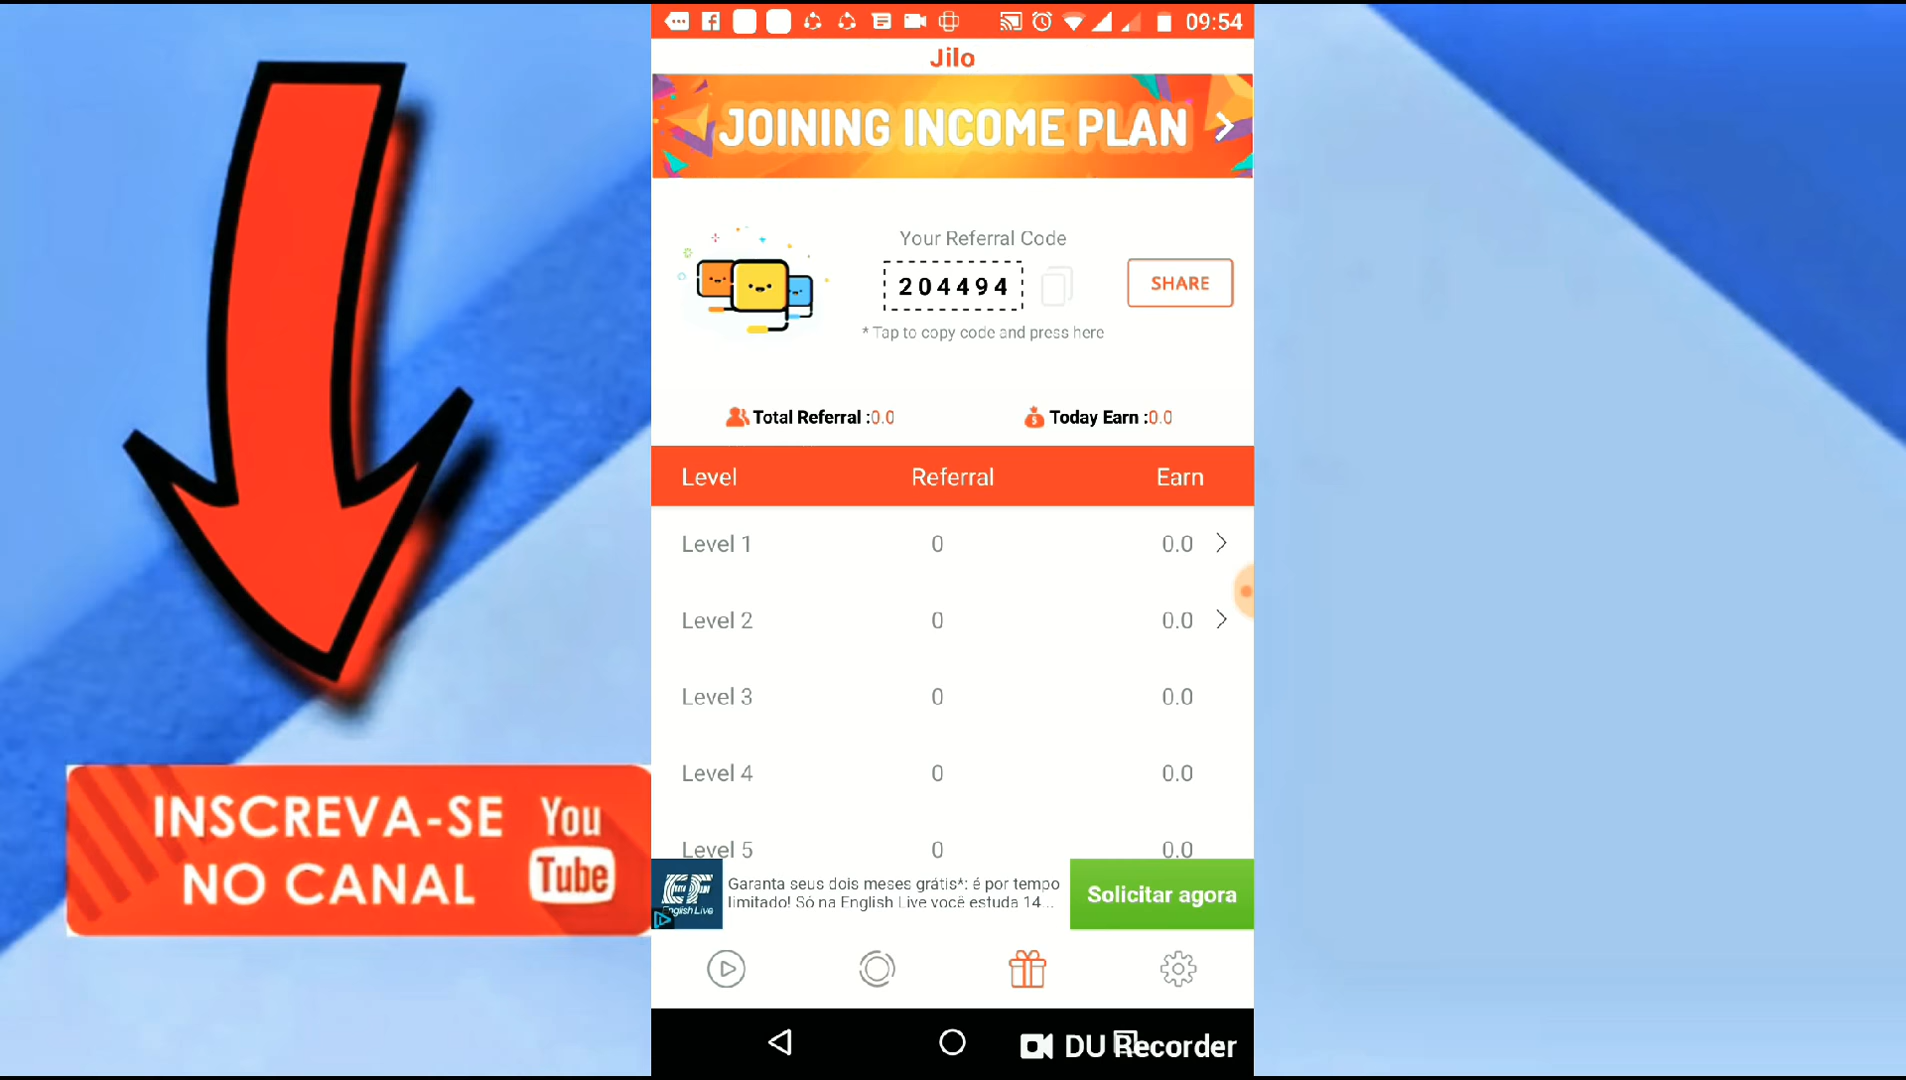 09:54
Jilo
JOINING INCOME PLAN
Your Referral Code
204494
SHARE
* Tap to copy code and press here
Total Referral :0.0
Today Earn :0.0
Level Referral Earn
Level 1 0 0.0
Level 2 0 0.0
Level 3 0 0.0
Level 4 0 0.0
Level 5 0 0.0
EF
English Live
Garanta seus dois meses grátis*: é por tempo
limitado! Só na English Live você estuda 14...
Solicitar agora
DU Recorder
INSCREVA-SE
NO CANAL
You
Tube